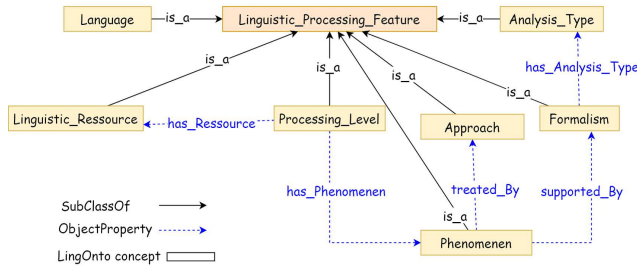 Language
is_a
Linguistic_Processing_Feature
is_a
Analysis_Type
is_a
is_a
is_a
is_a
has_Analysis_Type
Linguistic_Ressource
has_Ressource
Processing_Level
Approach
Formalism
has_Phenomenen
treated_By
supported_By
is_a
Phenomenen
SubClassOf
ObjectProperty
LingOnto concept